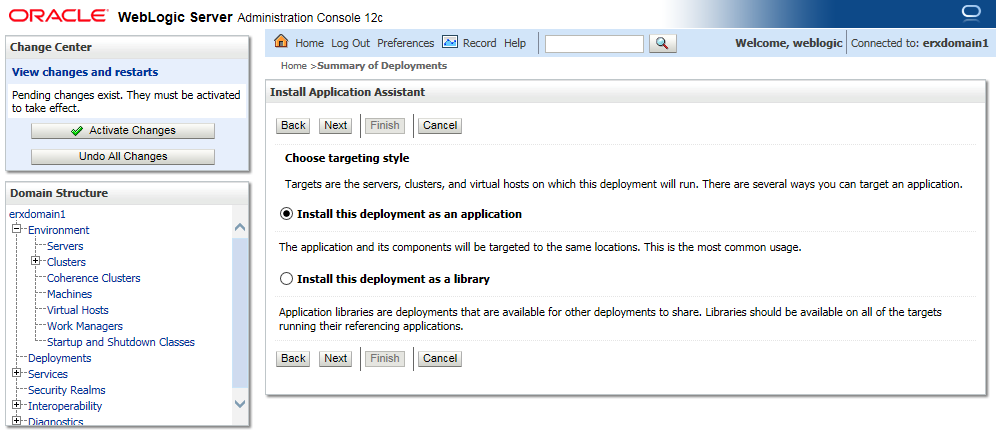 ORACLE® WebLogic Server Administration Console 12c
Change Center
View changes and restarts
Pending changes exist. They must be activated
to take effect.
Activate Changes
Undo All Changes
Domain Structure
erxdomain1
Environment
Servers
Clusters
Coherence Clusters
Machines
Virtual Hosts
Work Managers
Startup and Shutdown Classes
Deployments
Services
Security Realms
Interoperability
Diagnostics
Home Log Out Preferences Record Help
Welcome, weblogic Connected to: erxdomain1
Home >Summary of Deployments
Install Application Assistant
Back Next Finish Cancel
Choose targeting style
Targets are the servers, clusters, and virtual hosts on which this deployment will run. There are several ways you can target an application.
Install this deployment as an application
The application and its components will be targeted to the same locations. This is the most common usage.
Install this deployment as a library
Application libraries are deployments that are available for other deployments to share. Libraries should be available on all of the targets
running their referencing applications.
Back Next Finish Cancel